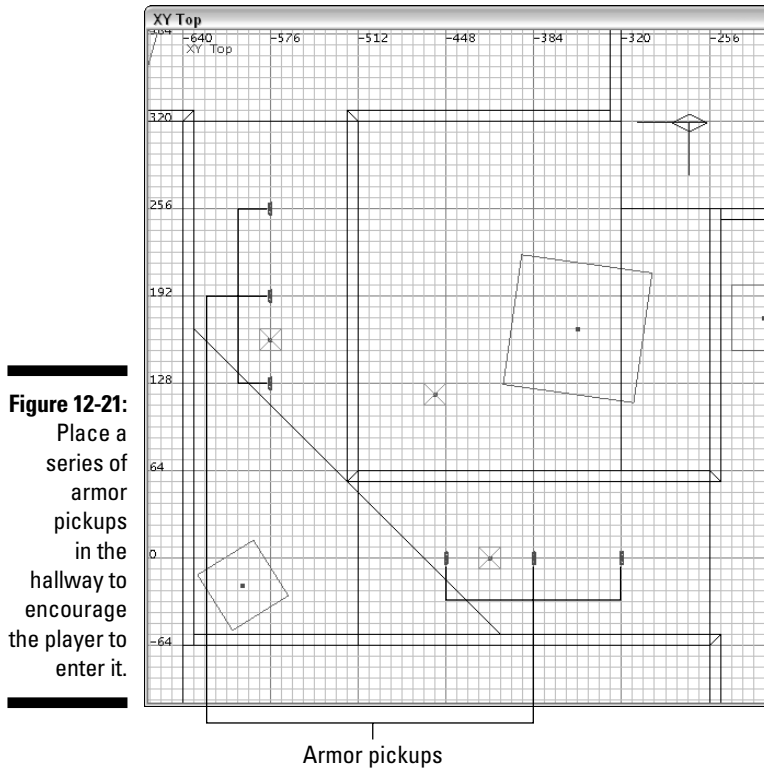 XY Top
-640 -576 -512 -448 -384 -320 -256
XY Top
320
256
192
128
64
0
-64
Figure 12-21:
Place a
series of
armor
pickups
in the
hallway to
encourage
the player to
enter it.
Armor pickups